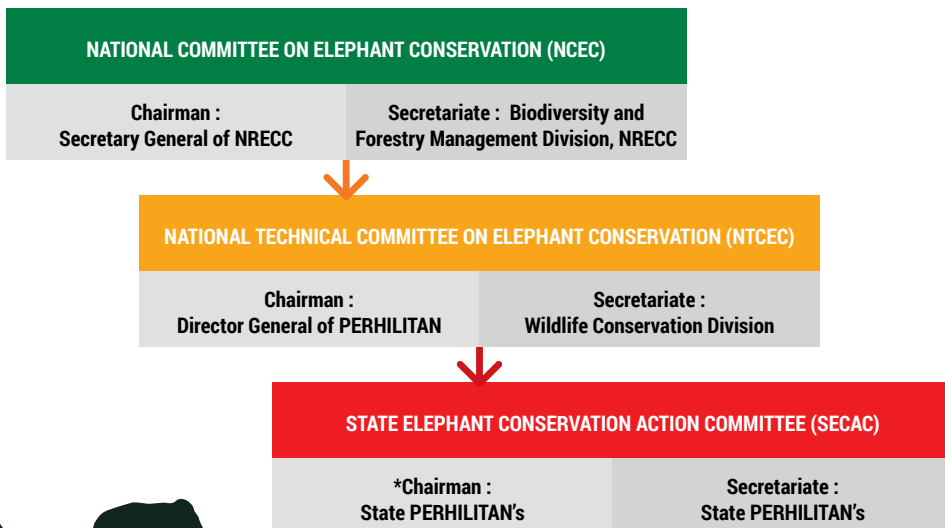 NATIONAL COMMITTEE ON ELEPHANT CONSERVATION (NCEC)
Chairman :
Secretary General of NRECC
Secretariate : Biodiversity and
Forestry Management Division, NRECC
NATIONAL TECHNICAL COMMITTEE ON ELEPHANT CONSERVATION (NTCEC)
Chairman :
Director General of PERHILITAN
Secretariate :
Wildlife Conservation Division
STATE ELEPHANT CONSERVATION ACTION COMMITTEE (SECAC)
*Chairman :
State PERHILITAN's
Secretariate :
State PERHILITAN's